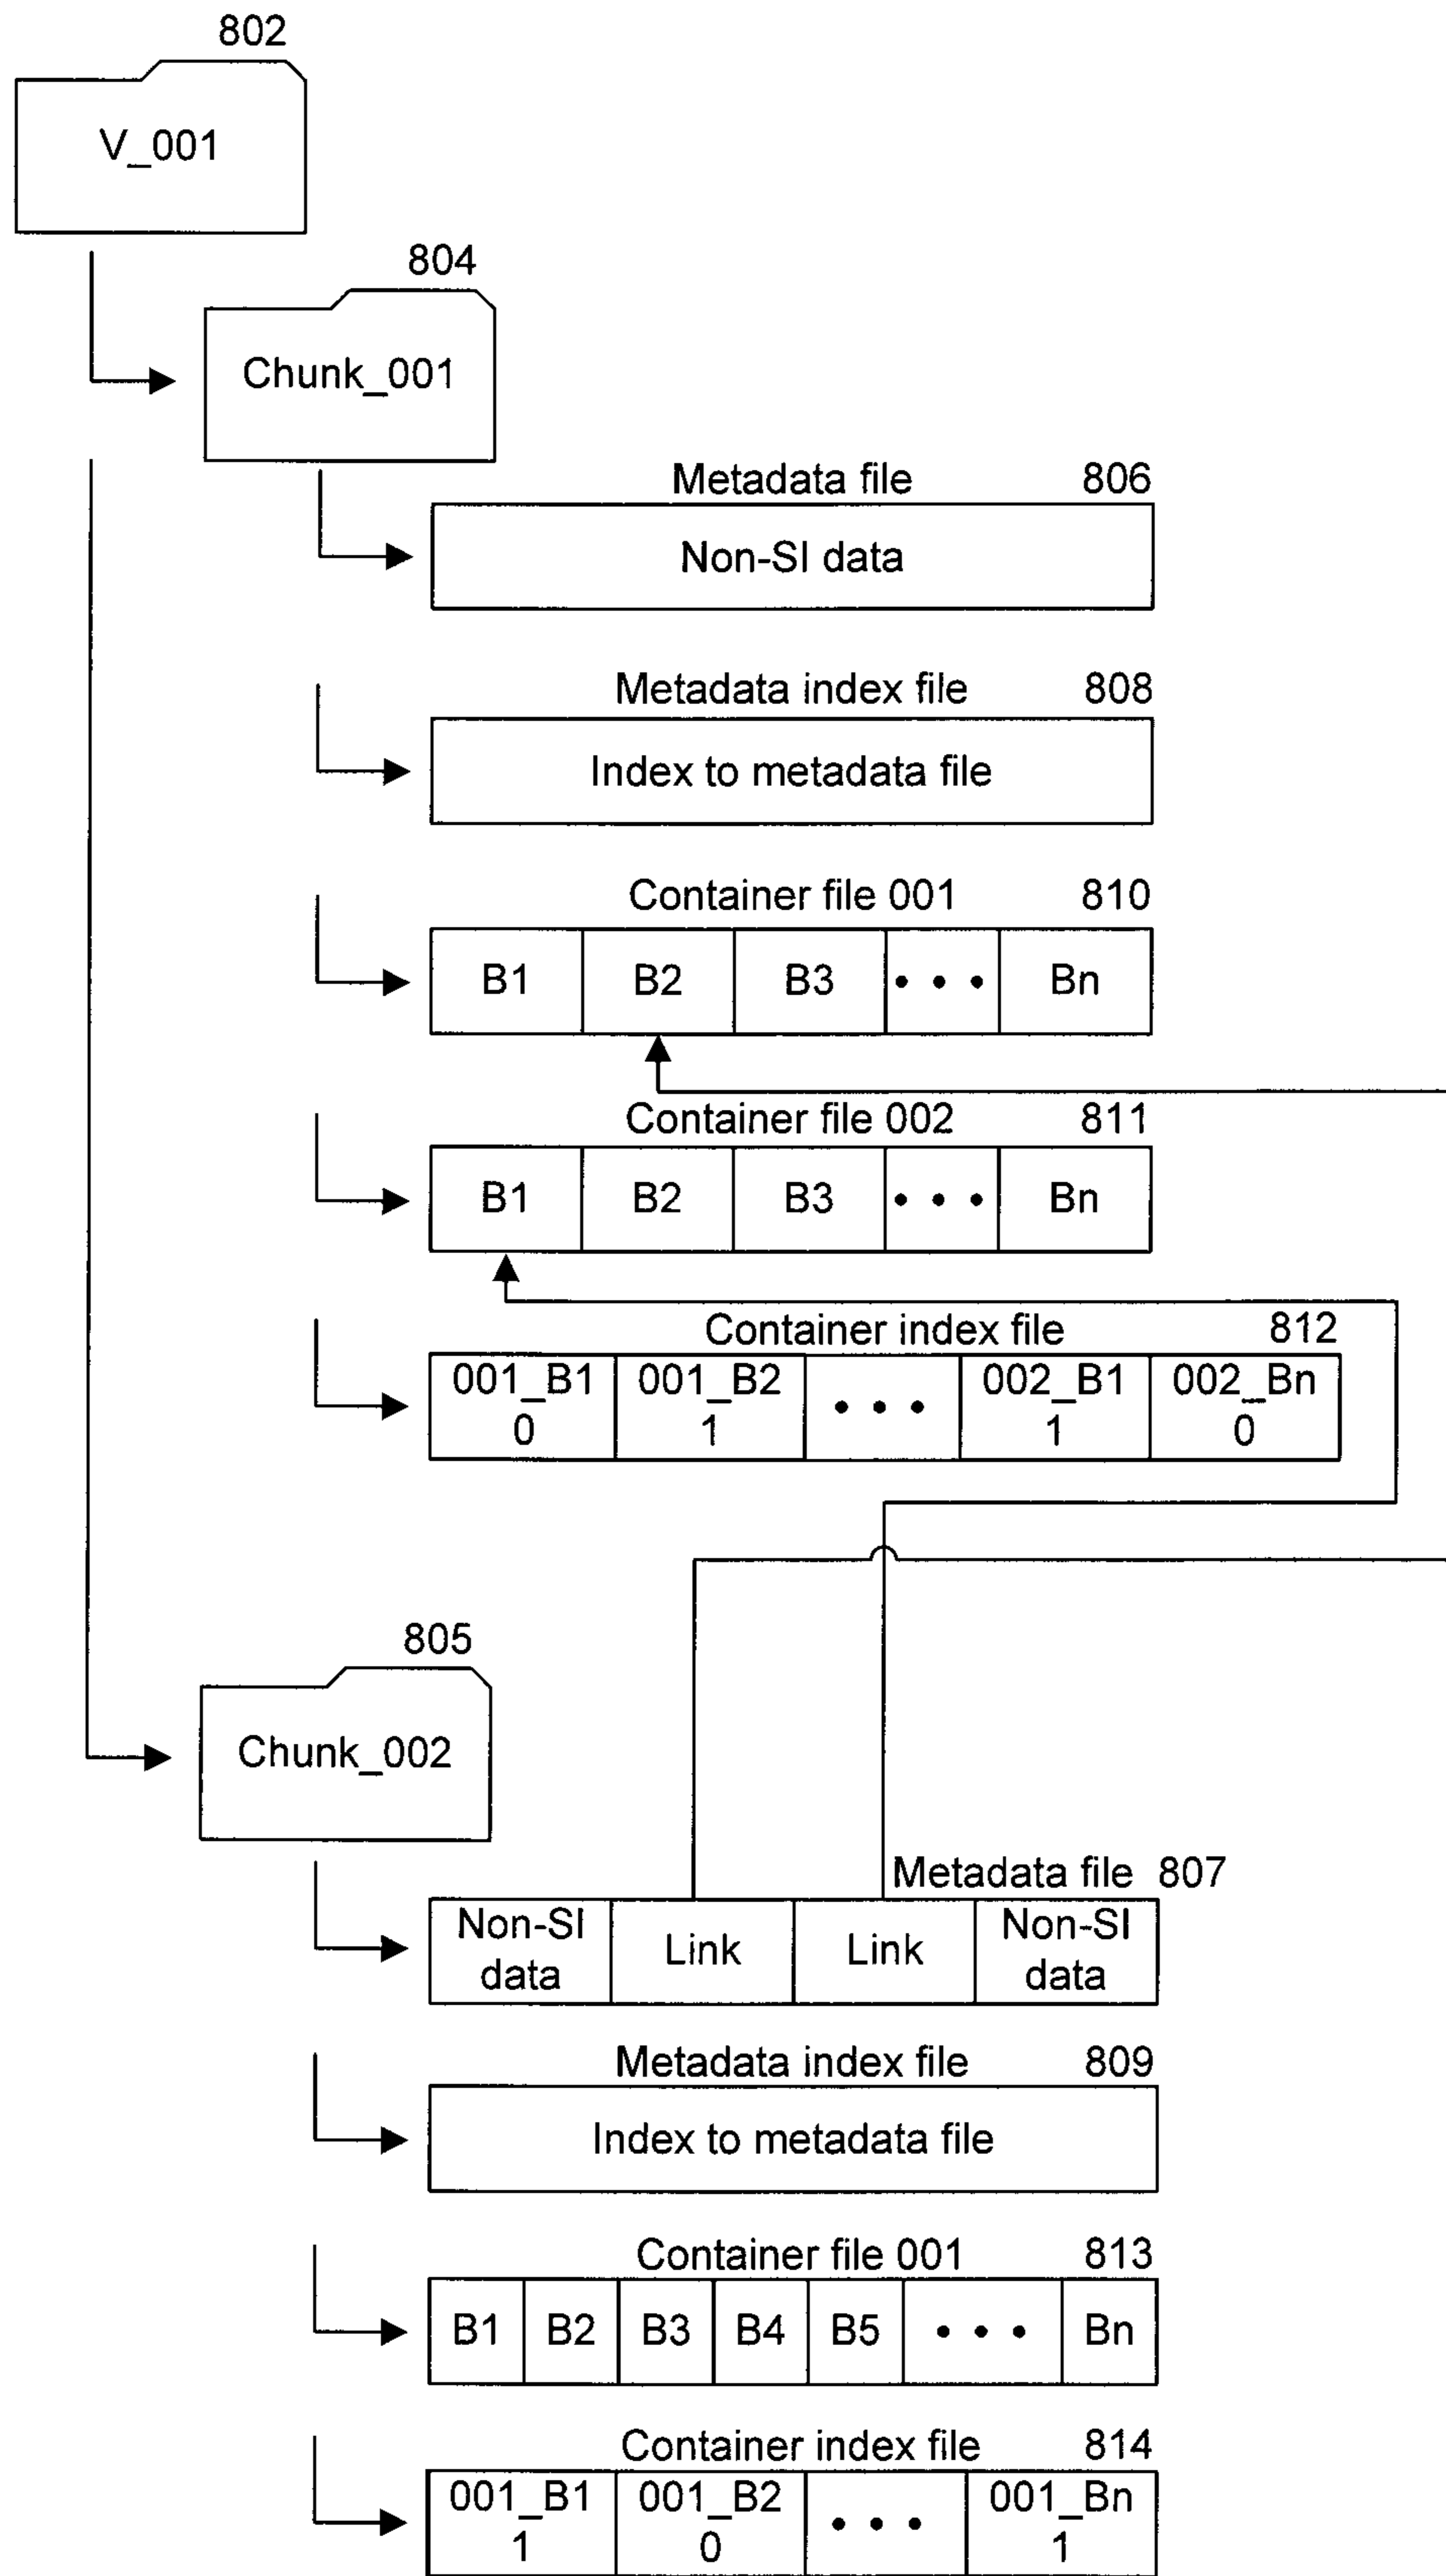 802
V_001
804
Chunk_001
Metadata file 806
Non-SI data
Metadata index file 808
Index to metadata file
Container file 001 810
B1 B2 B3 • • • Bn
Container file 002 811
B1 B2 B3 • • • Bn
Container index file 812
001_B1 001_B2 • • • 002_B1 002_Bn
0 1 1 0
805
Chunk_002
Metadata file 807
Non-SI Link Link Non-SI
data data
Metadata index file 809
Index to metadata file
Container file 001 813
B1 B2 B3 B4 B5 • • • Bn
Container index file 814
001_B1 001_B2 • • • 001_Bn
1 0 1